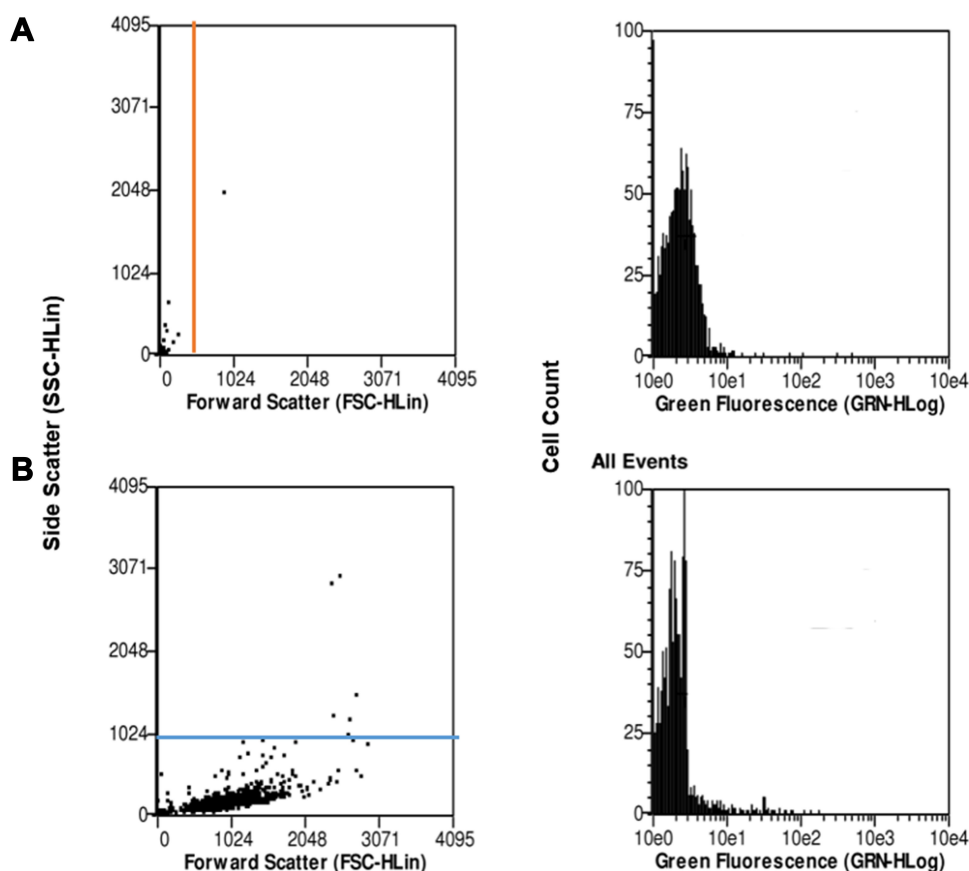 A
4095
3071
2048
1024
0
0 1024 2048 3071 4095
Forward Scatter (FSC-HLin)
100
75
50
25
0
10e0 10e1 10e2 10e3 10e4
Green Fluorescence (GRN-HLog)
Side Scatter (SSC-HLin)
Cell Count
B
4095
3071
2048
1024
0
0 1024 2048 3071 4095
Forward Scatter (FSC-HLin)
All Events
100
75
50
25
0
10e0 10e1 10e2 10e3 10e4
Green Fluorescence (GRN-HLog)